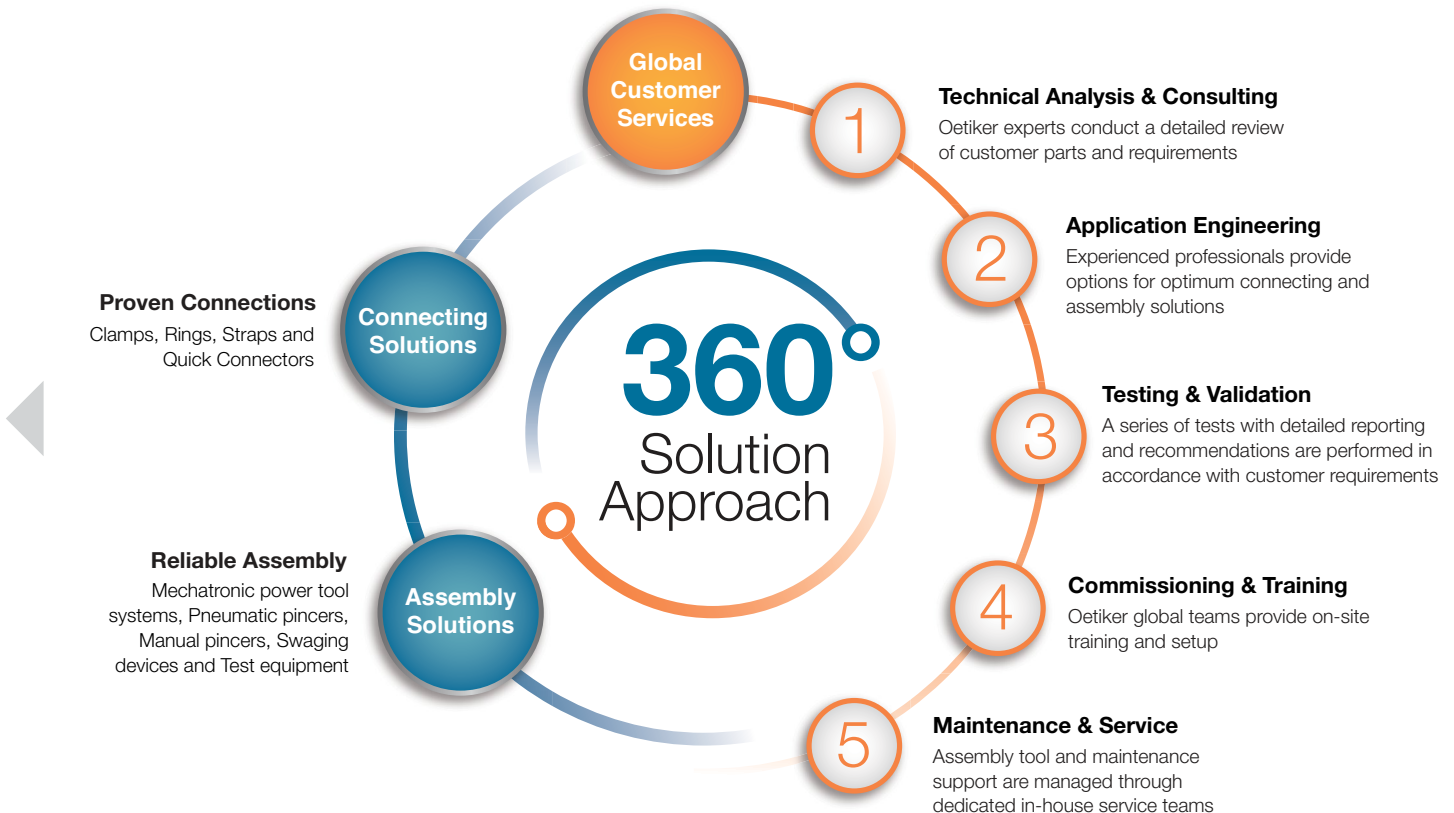 Global
Customer
Services
1
Technical Analysis & Consulting
Oetiker experts conduct a detailed review
of customer parts and requirements
2
Application Engineering
Experienced professionals provide
options for optimum connecting and
assembly solutions
3
Testing & Validation
A series of tests with detailed reporting
and recommendations are performed in
accordance with customer requirements
4
Commissioning & Training
Oetiker global teams provide on-site
training and setup
5
Maintenance & Service
Assembly tool and maintenance
support are managed through
dedicated in-house service teams
Connecting
Solutions
Proven Connections
Clamps, Rings, Straps and
Quick Connectors
Assembly
Solutions
Reliable Assembly
Mechatronic power tool
systems, Pneumatic pincers,
Manual pincers, Swaging
devices and Test equipment
360°
Solution
Approach